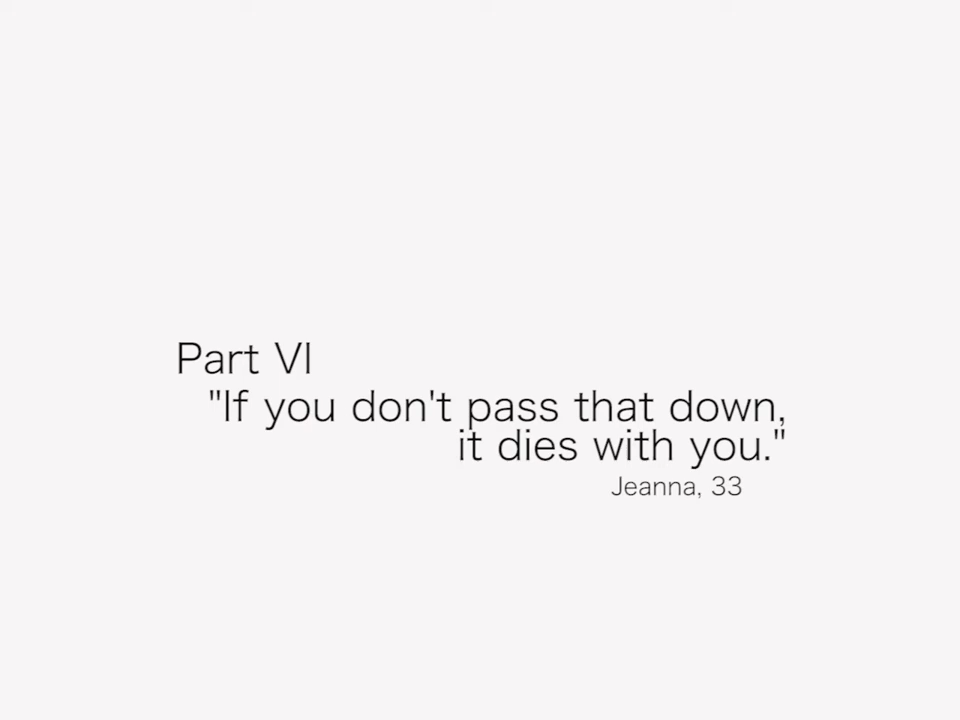 Part VI
"If you don't pass that down,
it dies with you."
Jeanna, 33